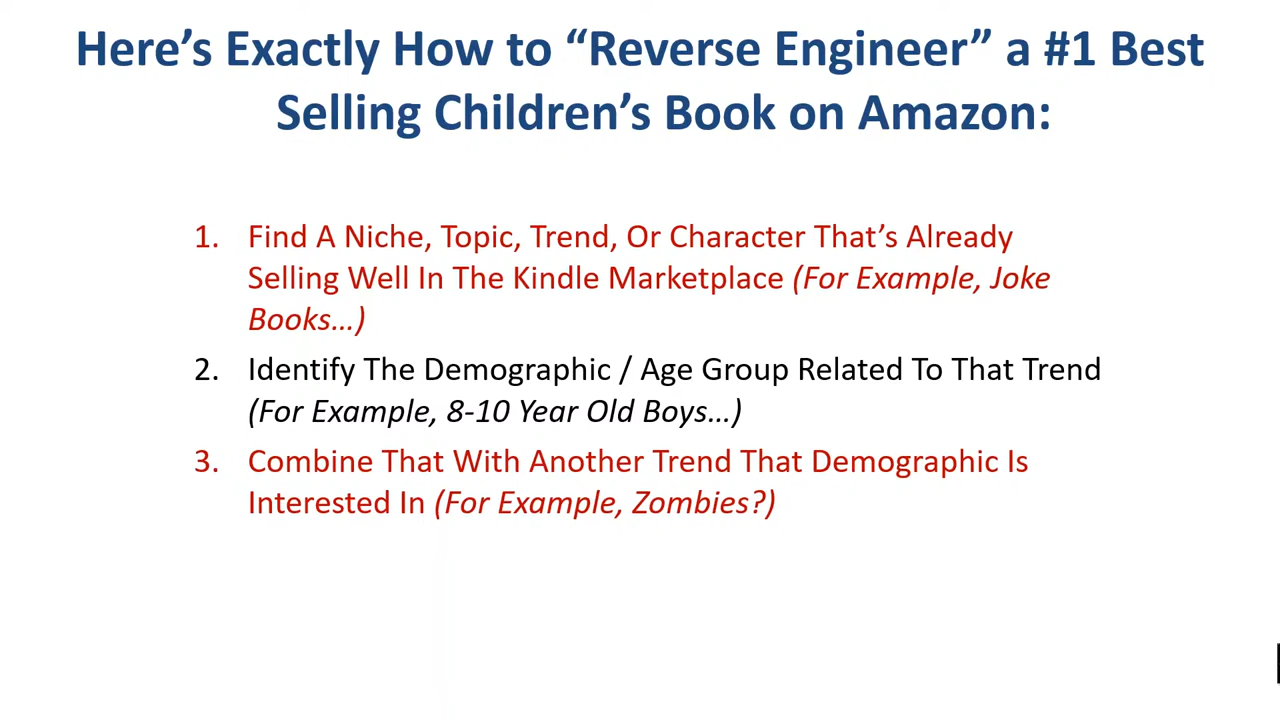 Here’s Exactly How to “Reverse Engineer” a #1 Best
Selling Children’s Book on Amazon:
1. Find A Niche, Topic, Trend, Or Character That’s Already
Selling Well In The Kindle Marketplace (For Example, Joke
Books…)
2. Identify The Demographic / Age Group Related To That Trend
(For Example, 8-10 Year Old Boys…)
3. Combine That With Another Trend That Demographic Is
Interested In (For Example, Zombies?)